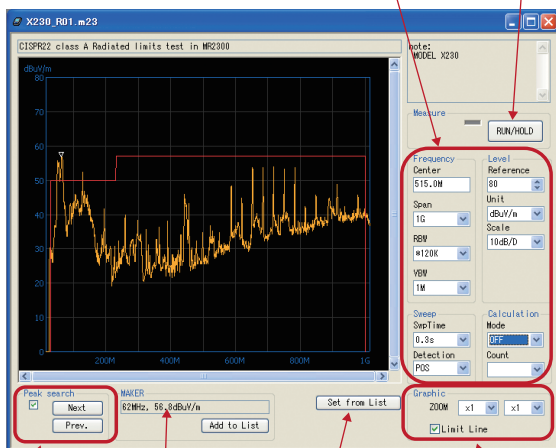 X230_R01.m23
CISPR22 class A Radiated limits test in MR2300
note:
MODEL X230
dBuV/m
80
70
60
50
40
30
20
10
0
200M 400M 600M 800M 1G
Measure
RUN/HOLD
Frequency
Center
515.0M
Span
1G
RBW
*120K
VBW
1M
Level
Reference
80
Unit
dBuV/m
Scale
10dB/D
Sweep
SwpTime
0.3s
Detection
POS
Calculation
Mode
OFF
Count
Peak search
Next
Prev.
MAKER
62MHz, 56.8dBuV/m
Add to List
Set from List
Graphic
ZOOM x1 x1
Limit Line